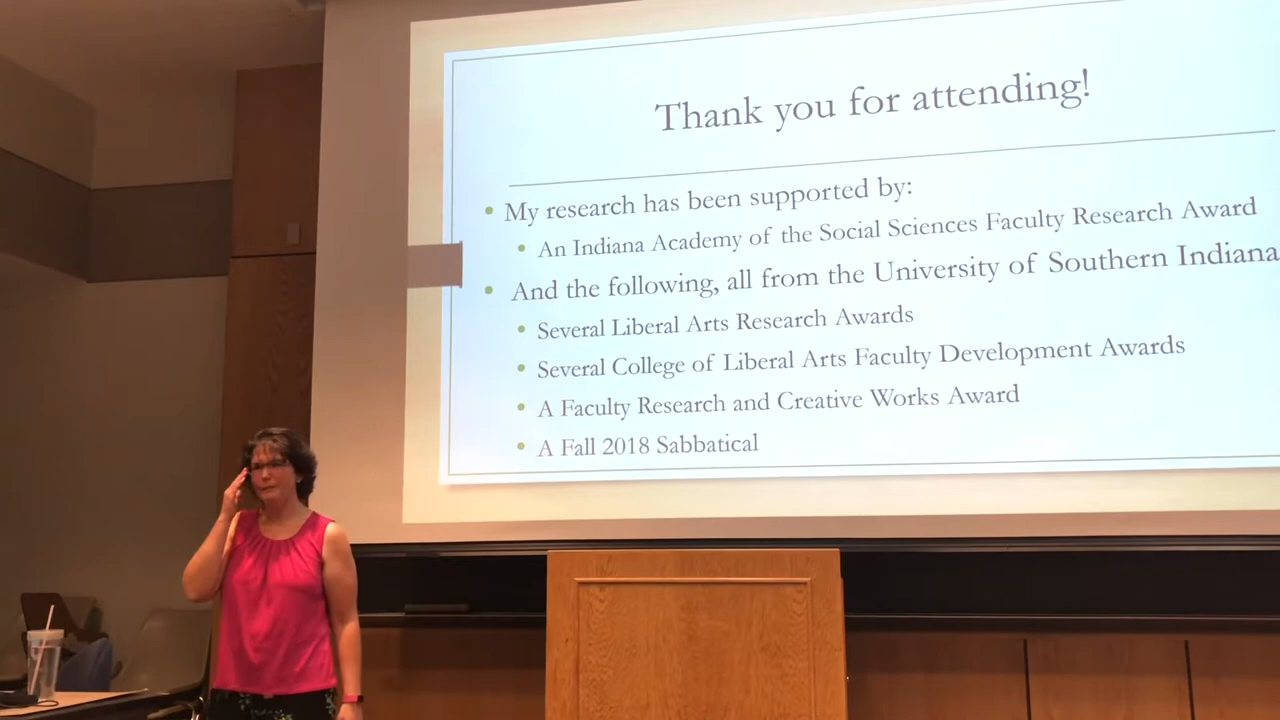 Thank you for attending!
My research has been supported by:
An Indiana Academy of the Social Sciences Faculty Research Award
And the following, all from the University of Southern Indiana
Several Liberal Arts Research Awards
Several College of Liberal Arts Faculty Development Awards
A Faculty Research and Creative Works Award
A Fall 2018 Sabbatical